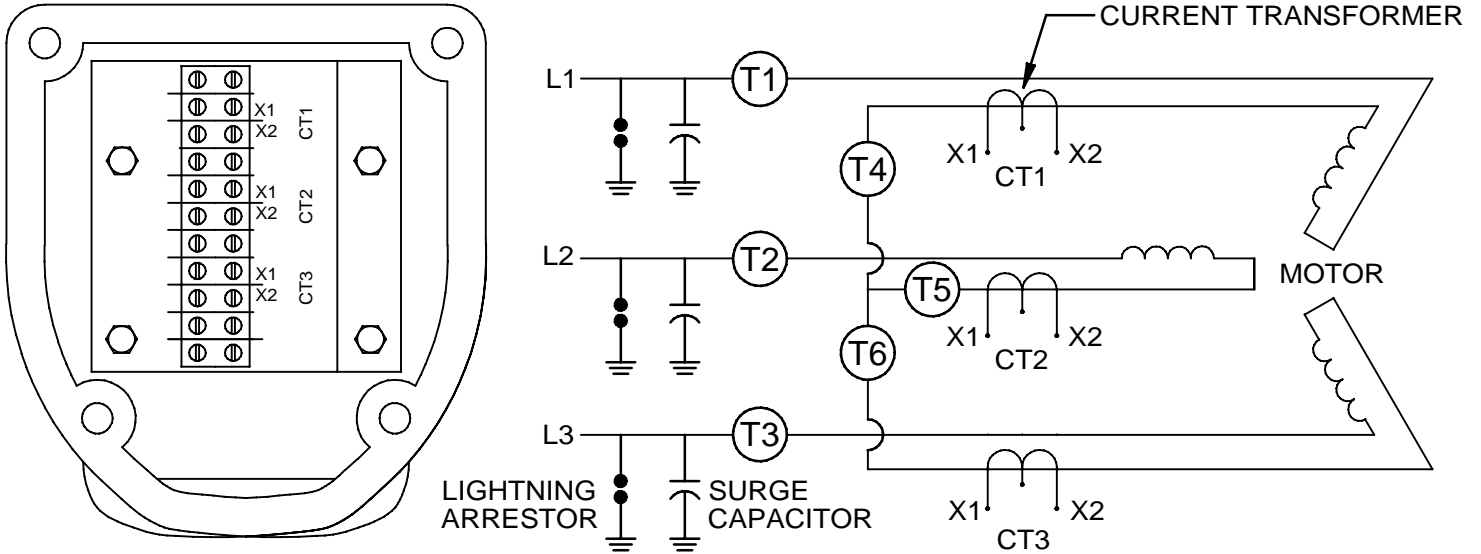 X1
X2
CT1
X1
X2
CT2
X1
X2
CT3
CURRENT TRANSFORMER
L1
T1
X1
X2
CT1
T4
L2
T2
MOTOR
T5
X1
X2
CT2
T6
L3
T3
LIGHTNING
ARRESTOR
SURGE
CAPACITOR
X1
X2
CT3